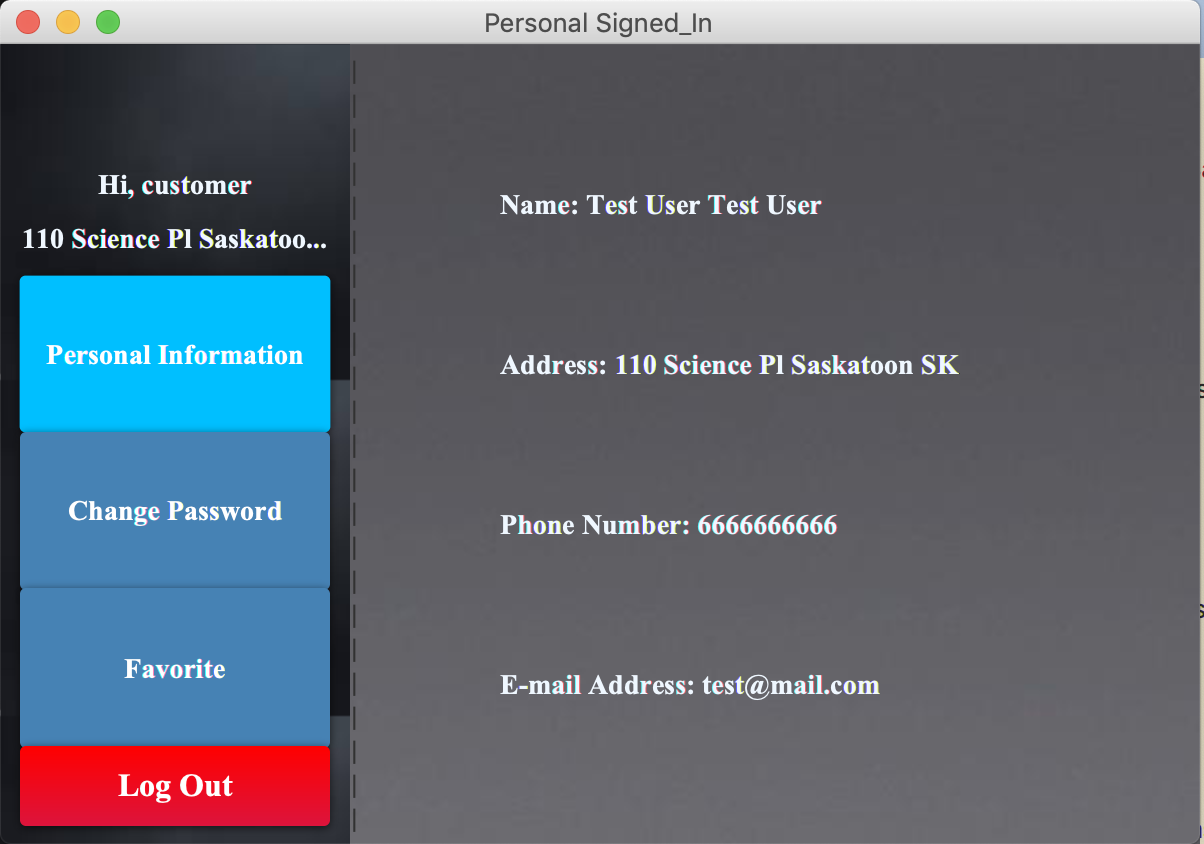 Personal Signed_In
Hi, customer
110 Science Pl Saskatoo...
Personal Information
Change Password
Favorite
Log Out
Name: Test User Test User
Address: 110 Science Pl Saskatoon SK
Phone Number: 6666666666
E-mail Address: test@mail.com